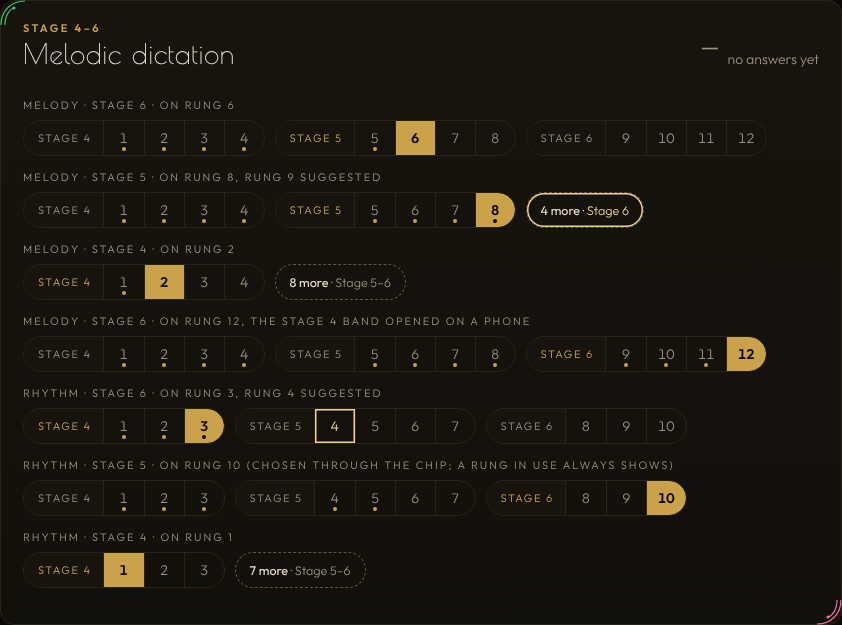 STAGE 4–6
Melodic dictation
— no answers yet
MELODY · STAGE 6 · ON RUNG 6
STAGE 4 1 2 3 4 STAGE 5 5 6 7 8 STAGE 6 9 10 11 12
MELODY · STAGE 5 · ON RUNG 8, RUNG 9 SUGGESTED
STAGE 4 1 2 3 4 STAGE 5 5 6 7 8 4 more · Stage 6
MELODY · STAGE 4 · ON RUNG 2
STAGE 4 1 2 3 4 8 more · Stage 5–6
MELODY · STAGE 6 · ON RUNG 12, THE STAGE 4 BAND OPENED ON A PHONE
STAGE 4 1 2 3 4 STAGE 5 5 6 7 8 STAGE 6 9 10 11 12
RHYTHM · STAGE 6 · ON RUNG 3, RUNG 4 SUGGESTED
STAGE 4 1 2 3 STAGE 5 4 5 6 7 STAGE 6 8 9 10
RHYTHM · STAGE 5 · ON RUNG 10 (CHOSEN THROUGH THE CHIP; A RUNG IN USE ALWAYS SHOWS)
STAGE 4 1 2 3 STAGE 5 4 5 6 7 STAGE 6 8 9 10
RHYTHM · STAGE 4 · ON RUNG 1
STAGE 4 1 2 3 7 more · Stage 5–6